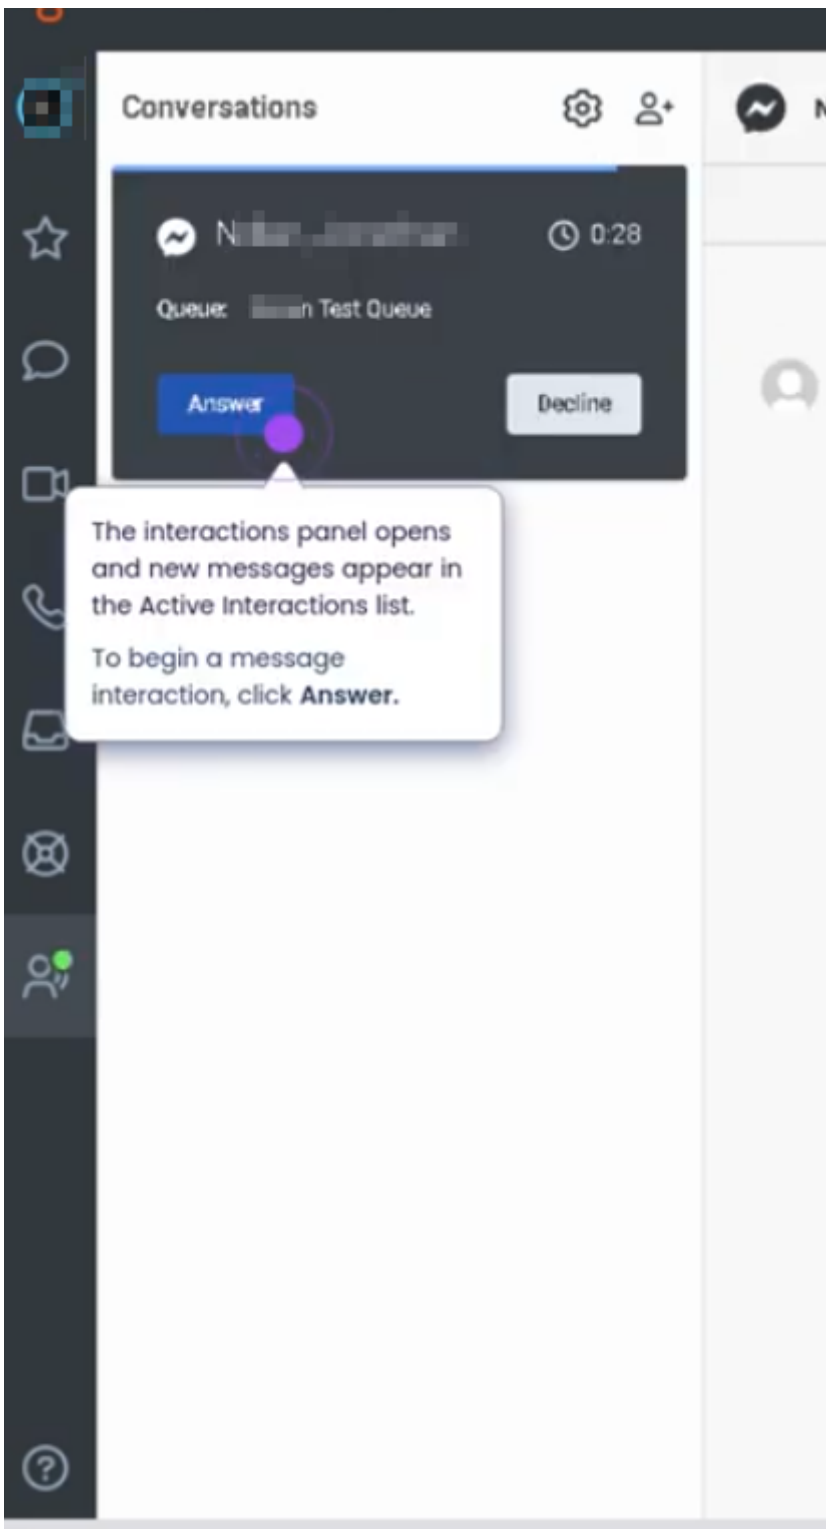 Conversations
N
0:28
Queue: Test Queue
Answer
Decline
The interactions panel opens
and new messages appear in
the Active Interactions list.
To begin a message
interaction, click Answer.